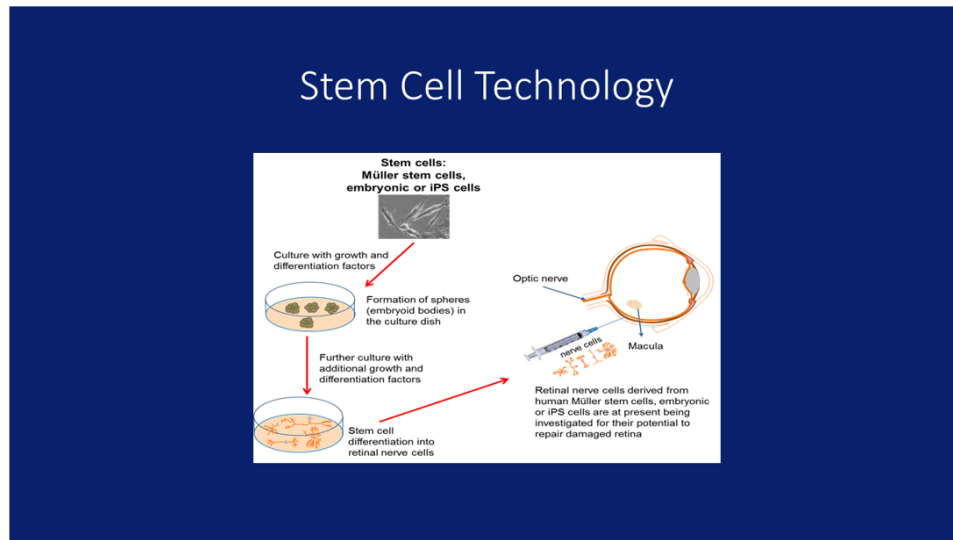 Stem Cell Technology
Stem cells:
Müller stem cells,
embryonic or iPS cells
Culture with growth and
differentiation factors
Formation of spheres
(embryoid bodies) in
the culture dish
Further culture with
additional growth and
differentiation factors
Stem cell
differentiation into
retinal nerve cells
Optic nerve
Macula
nerve cells
Retinal nerve cells derived from
human Müller stem cells, embryonic
or iPS cells are at present being
investigated for their potential to
repair damaged retina